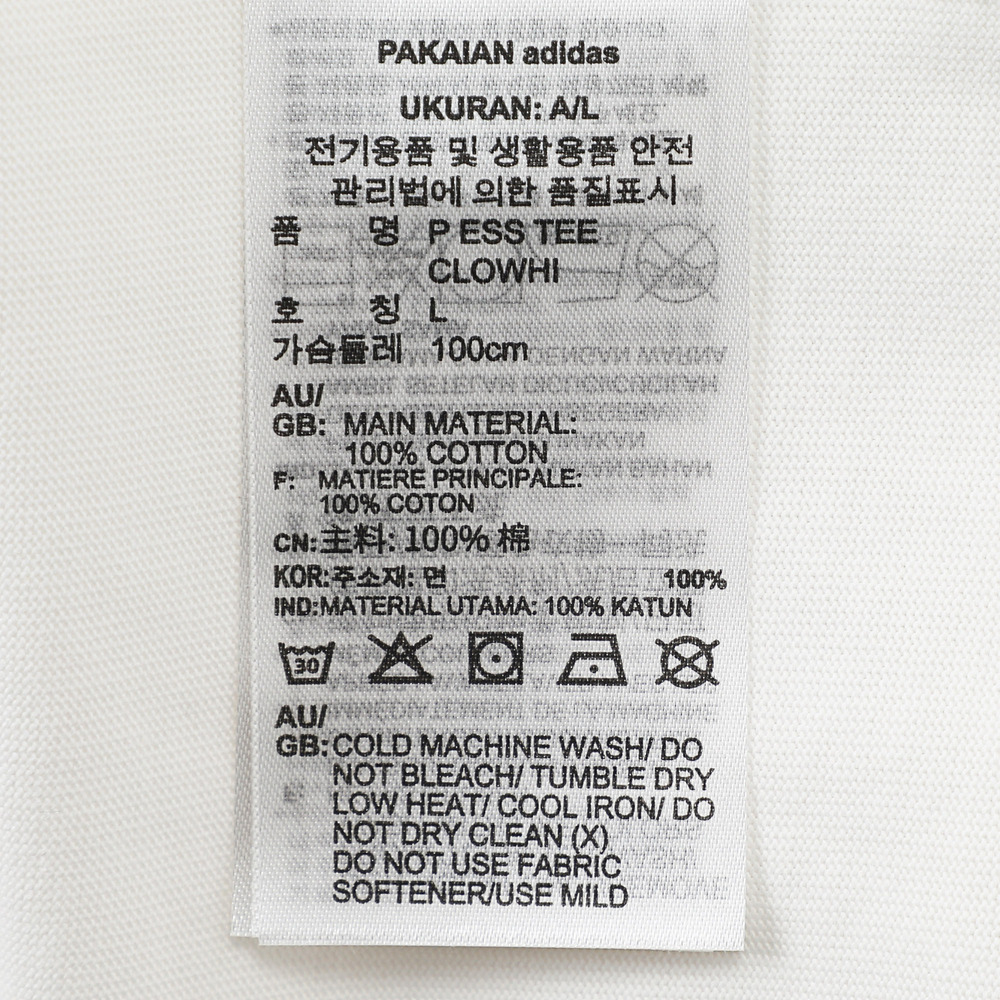 PAKAIAN adidas
UKURAN: A/L
전기용품 및 생활용품 안전
관리법에 의한 품질표시
품 명 P ESS TEE
CLOWHI
호 칭 L
가슴둘레 100cm
AU/
GB: MAIN MATERIAL:
100% COTTON
F: MATIERE PRINCIPALE:
100% COTON
CN:主料: 100% 棉
KOR:주소재: 면 100%
IND:MATERIAL UTAMA: 100% KATUN
30
AU/
GB:COLD MACHINE WASH/ DO
NOT BLEACH/ TUMBLE DRY
LOW HEAT/ COOL IRON/ DO
NOT DRY CLEAN (X)
DO NOT USE FABRIC
SOFTENER/USE MILD